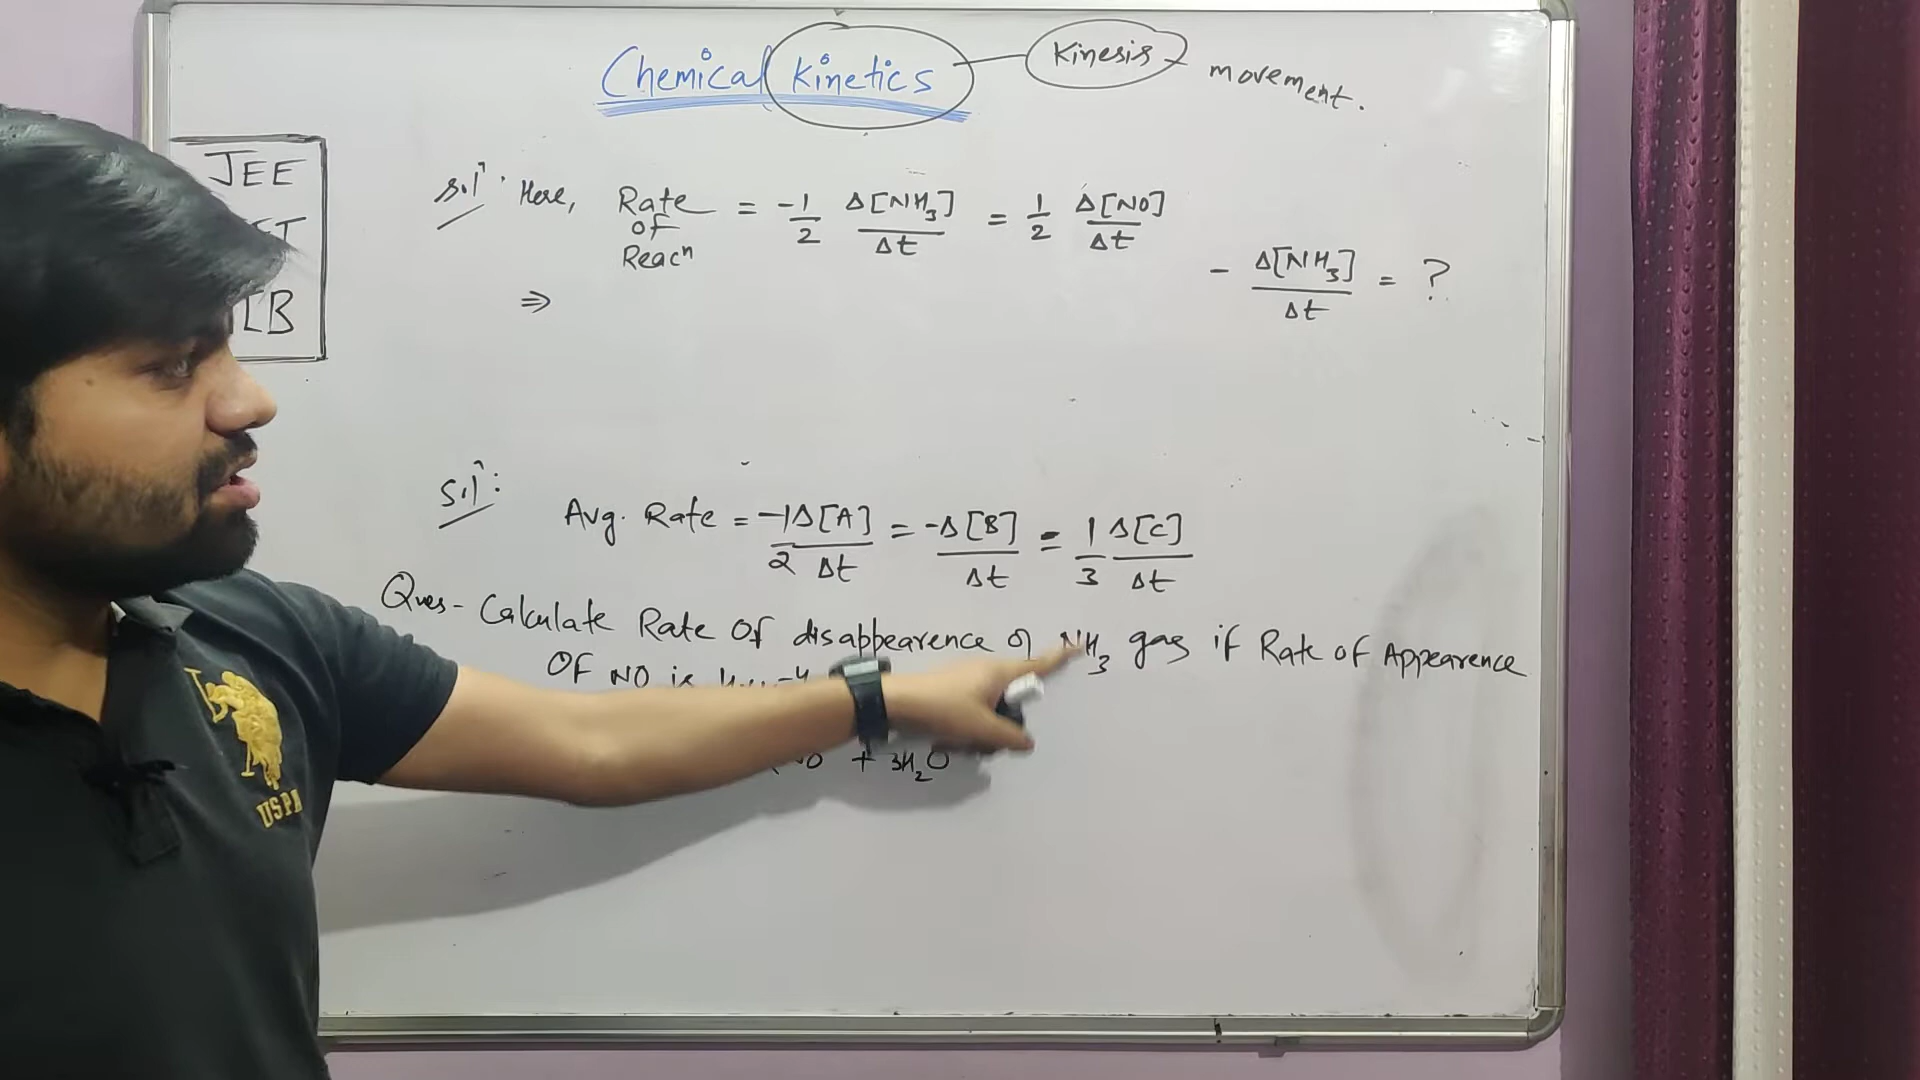 Chemical Kinetics
Kinesis
movement.
JEE
Sol: Here, Rate of Reacn = -1/2 Δ[NH3]/Δt = 1/2 Δ[NO]/Δt
- Δ[NH3]/Δt = ?
⇒
Sol:
Avg. Rate = -1/2 Δ[A]/Δt = -Δ[B]/Δt = 1/3 Δ[C]/Δt
Ques - Calculate Rate Of disappearence of NH3 gas if Rate of Appearence
OF NO is
NO + 3H2O
USPA